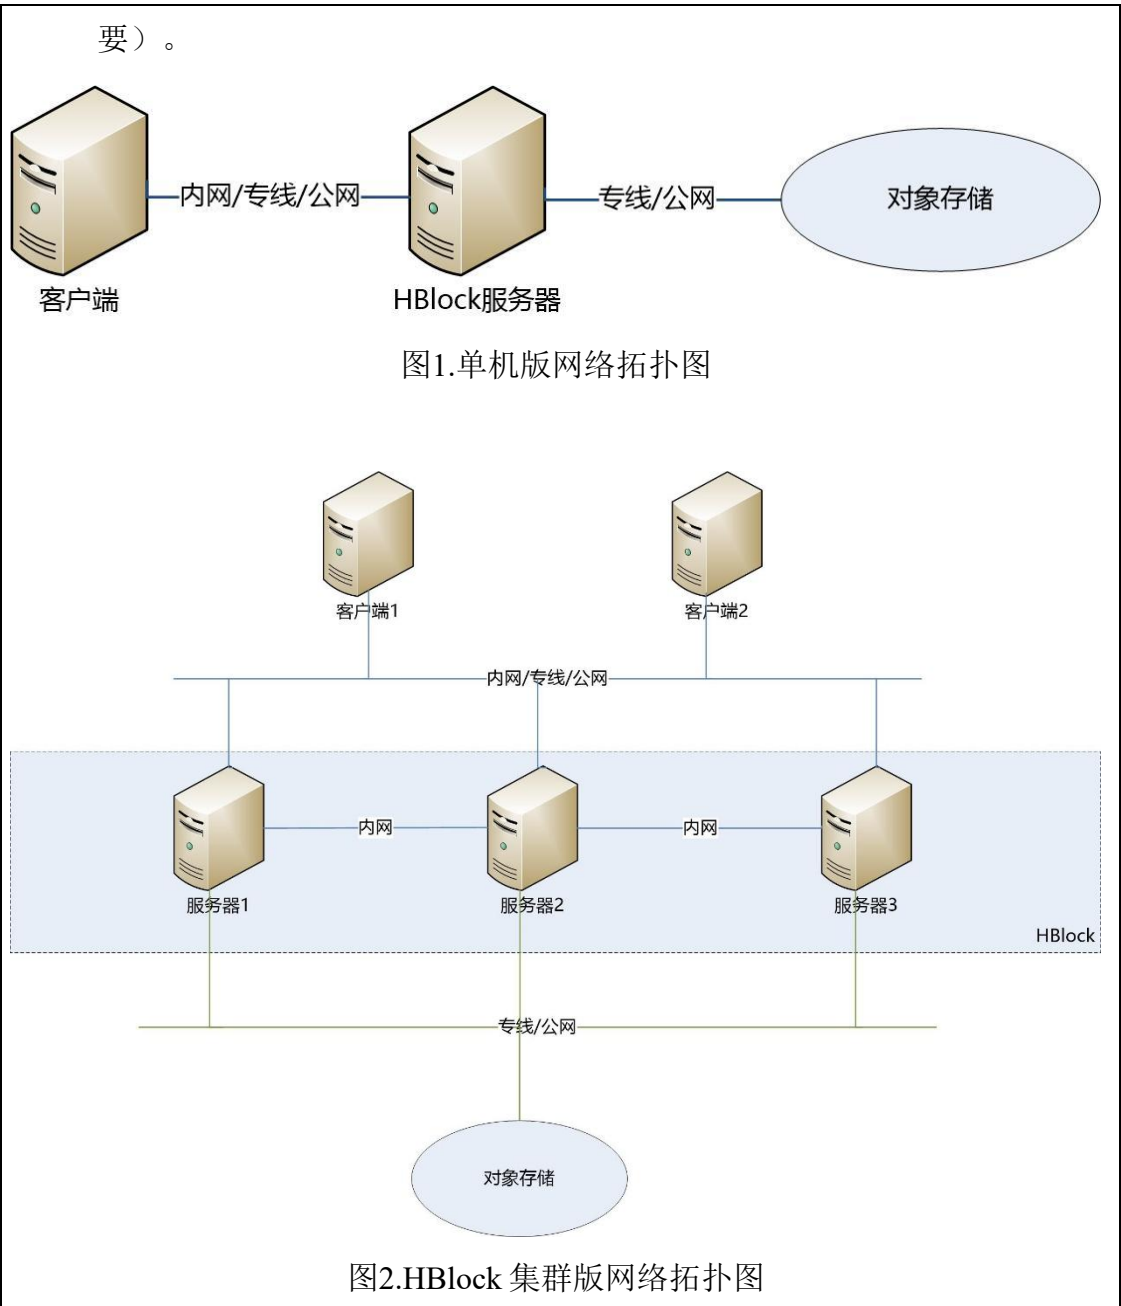 要）。
内网/专线/公网
专线/公网
对象存储
客户端
HBlock服务器
图1.单机版网络拓扑图
客户端1
客户端2
内网/专线/公网
内网
内网
服务器1
服务器2
服务器3
HBlock
专线/公网
对象存储
图2.HBlock 集群版网络拓扑图